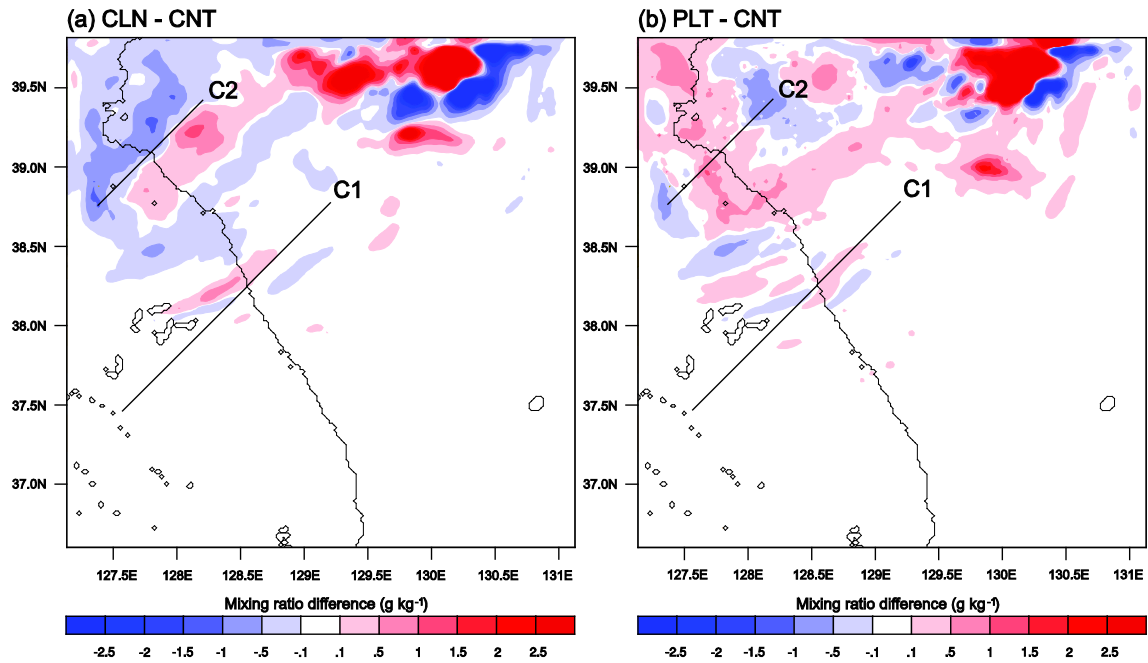 (a) CLN - CNT
(b) PLT - CNT
39.5N
39.0N
38.5N
38.0N
37.5N
37.0N
C2
C1
127.5E 128E 128.5E 129E 129.5E 130E 130.5E 131E
Mixing ratio difference (g kg-1)
-2.5 -2 -1.5 -1 -.5 -.1 .1 .5 1 1.5 2 2.5
39.5N
39.0N
38.5N
38.0N
37.5N
37.0N
C2
C1
127.5E 128E 128.5E 129E 129.5E 130E 130.5E 131E
Mixing ratio difference (g kg-1)
-2.5 -2 -1.5 -1 -.5 -.1 .1 .5 1 1.5 2 2.5